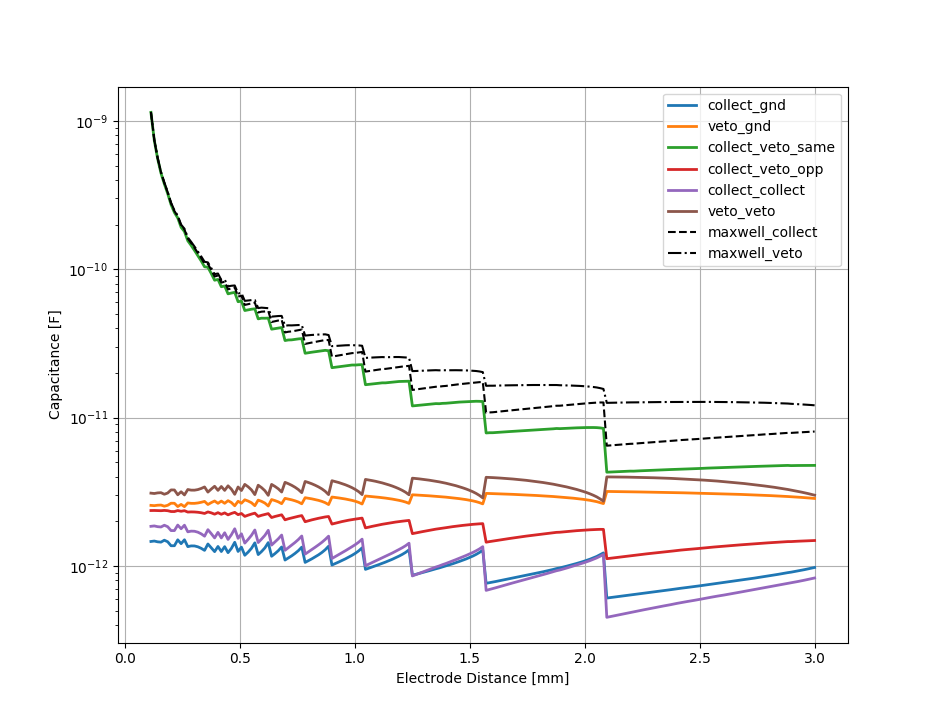 10⁻⁹
10⁻¹⁰
10⁻¹¹
10⁻¹²
Capacitance [F]
collect_gnd
veto_gnd
collect_veto_same
collect_veto_opp
collect_collect
veto_veto
maxwell_collect
maxwell_veto
0.0 0.5 1.0 1.5 2.0 2.5 3.0
Electrode Distance [mm]